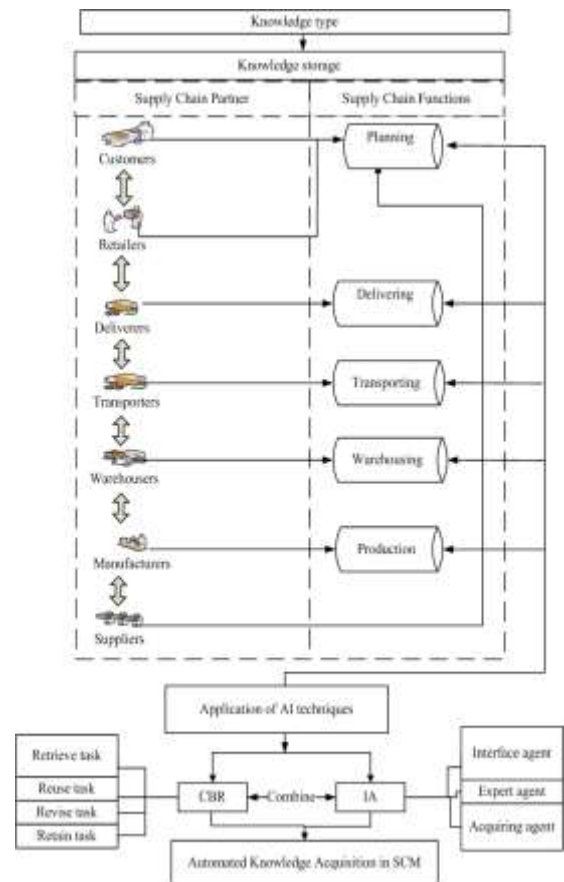 Knowledge type
Knowledge storage
Supply Chain Partner
Supply Chain Functions
Customers
Planning
Retailers
Deliverers
Delivering
Transporters
Transporting
Warehousers
Warehousing
Manufacturers
Production
Suppliers
Application of AI techniques
Retrieve task
Reuse task
Revise task
Retain task
CBR
Combine
IA
Interface agent
Expert agent
Acquiring agent
Automated Knowledge Acquisition in SCM